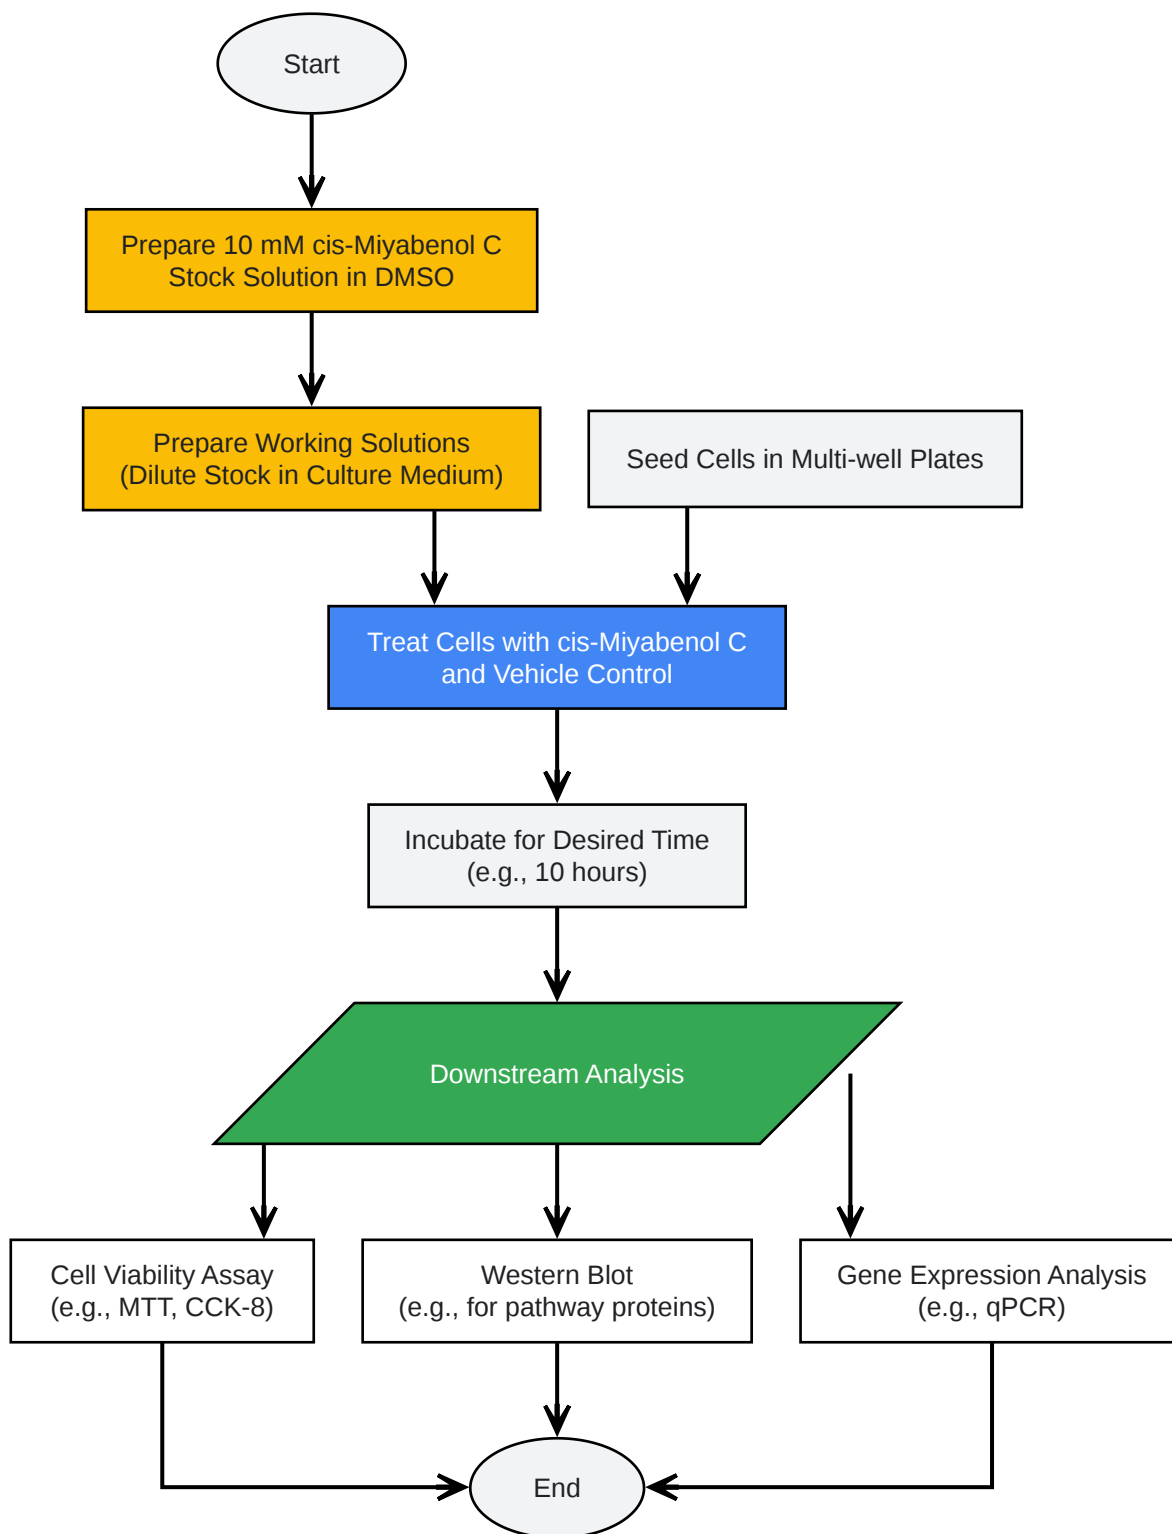 Start
Prepare 10 mM cis-Miyabenol C
Stock Solution in DMSO
Prepare Working Solutions
(Dilute Stock in Culture Medium)
Seed Cells in Multi-well Plates
Treat Cells with cis-Miyabenol C
and Vehicle Control
Incubate for Desired Time
(e.g., 10 hours)
Downstream Analysis
Cell Viability Assay
(e.g., MTT, CCK-8)
Western Blot
(e.g., for pathway proteins)
Gene Expression Analysis
(e.g., qPCR)
End